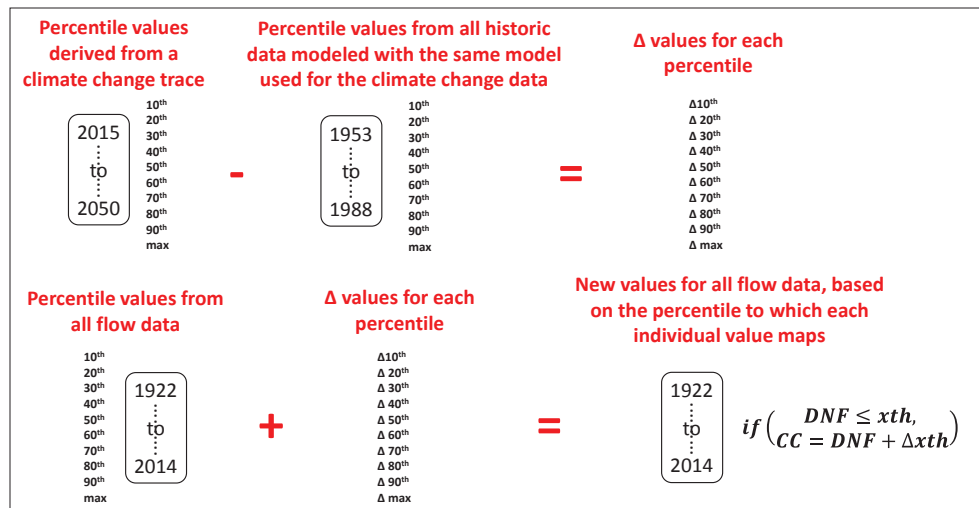 Percentile values
derived from a
climate change trace
2015
to
2050
10th
20th
30th
40th
50th
60th
70th
80th
90th
max
-
Percentile values from all historic
data modeled with the same model
used for the climate change data
1953
to
1988
10th
20th
30th
40th
50th
60th
70th
80th
90th
max
=
Δ values for each
percentile
Δ10th
Δ 20th
Δ 30th
Δ 40th
Δ 50th
Δ 60th
Δ 70th
Δ 80th
Δ 90th
Δ max
Percentile values from
all flow data
10th
20th
30th
40th
50th
60th
70th
80th
90th
max
1922
to
2014
+
Δ values for each
percentile
Δ10th
Δ 20th
Δ 30th
Δ 40th
Δ 50th
Δ 60th
Δ 70th
Δ 80th
Δ 90th
Δ max
=
New values for all flow data, based
on the percentile to which each
individual value maps
1922
to
2014
if ( DNF ≤ xth,
CC = DNF + Δxth )